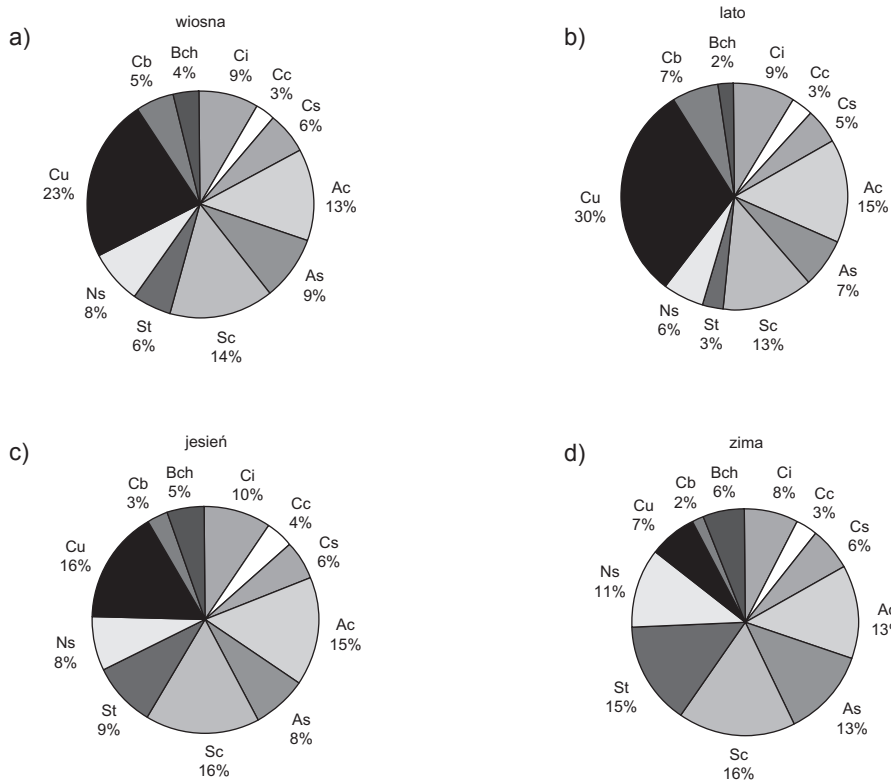 a)
wiosna
Bch
4%
Ci
9%
Cc
3%
Cs
6%
Ac
13%
As
9%
Sc
14%
St
6%
Ns
8%
Cu
23%
Cb
5%
b)
lato
Bch
2%
Ci
9%
Cc
3%
Cs
5%
Ac
15%
As
7%
Sc
13%
St
3%
Ns
6%
Cu
30%
Cb
7%
c)
jesień
Bch
5%
Ci
10%
Cc
4%
Cs
6%
Ac
15%
As
8%
Sc
16%
St
9%
Ns
8%
Cu
16%
Cb
3%
d)
zima
Bch
6%
Ci
8%
Cc
3%
Cs
6%
Ac
13%
As
13%
Sc
16%
St
15%
Ns
11%
Cu
7%
Cb
2%